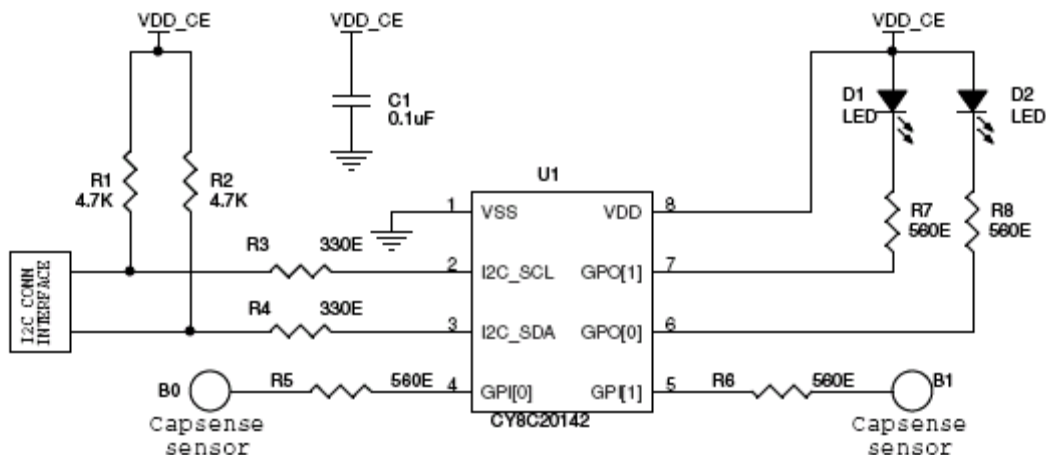 VDD_CE
VDD_CE
VDD_CE
C1
0.1uF
D1
LED
D2
LED
R1
4.7K
R2
4.7K
U1
1 VSS VDD 8
R7
560E
R8
560E
I2C CONN
INTERFACE
R3 330E
2 I2C_SCL GPO[1] 7
R4 330E
3 I2C_SDA GPO[0] 6
B0 R5 560E 4 GPI[0] GPI[1] 5 R6 560E B1
CY8C20142
Capsense
sensor
Capsense
sensor